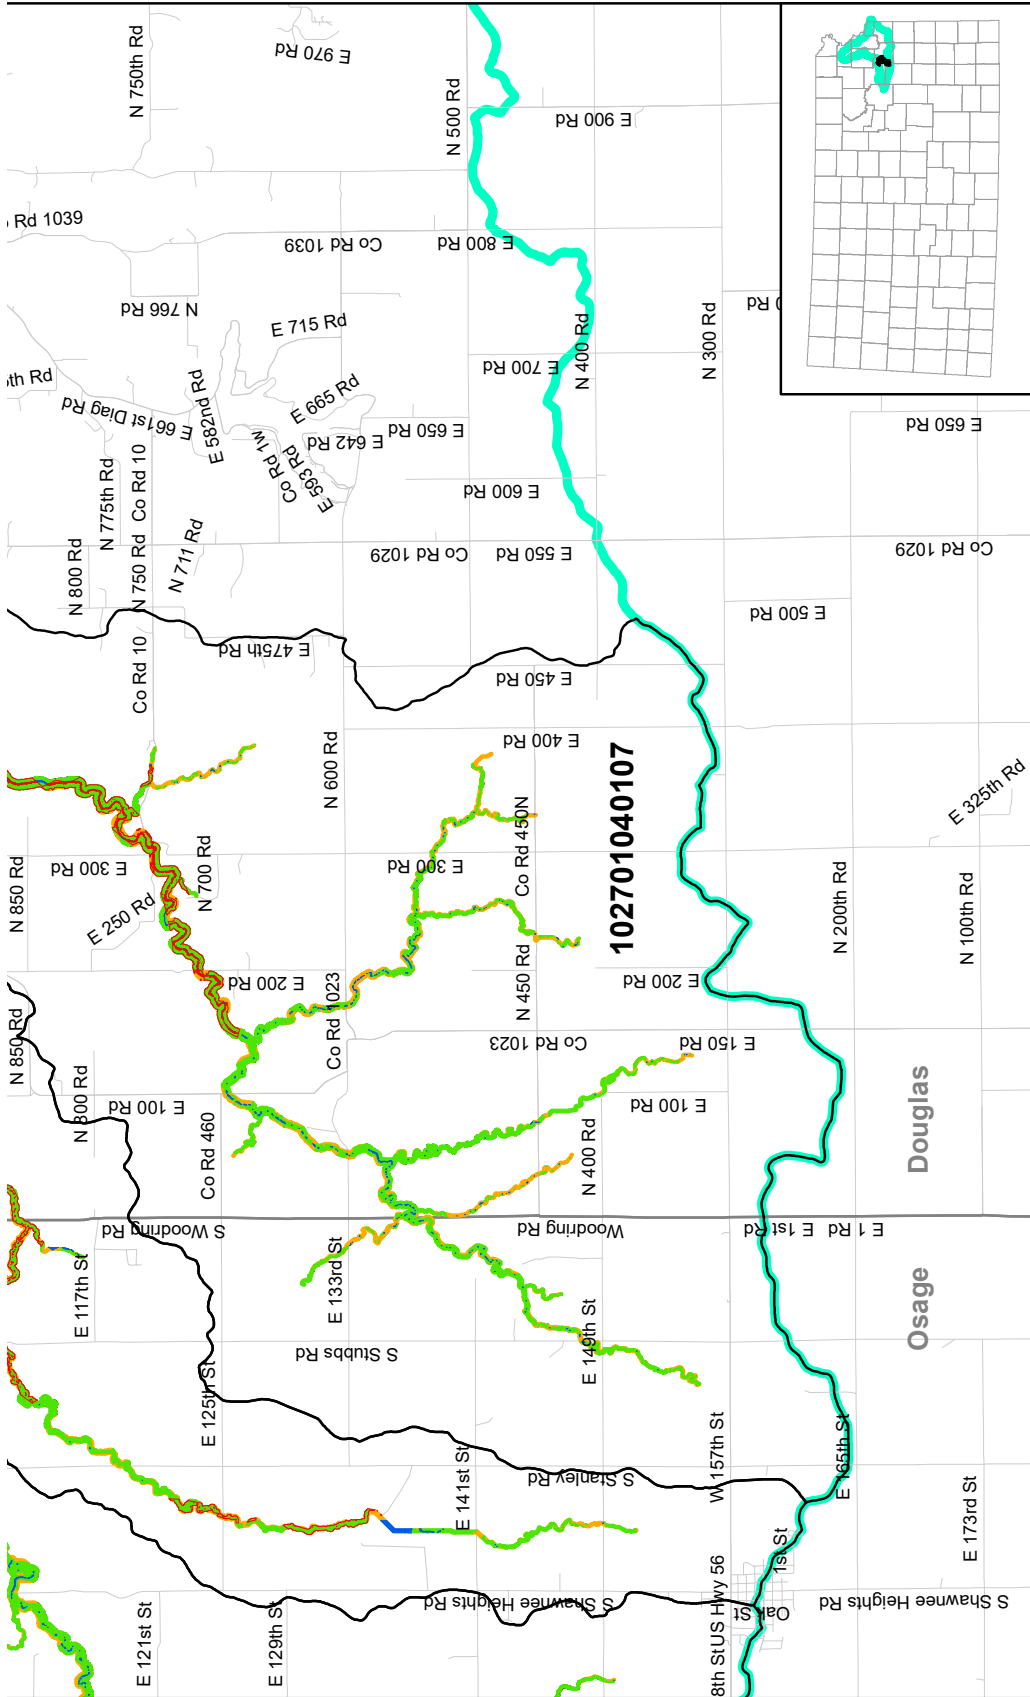 N 750th Rd
E 970 Rd
N 500 Rd
E 900 Rd
Rd 1039
Co Rd 1039
E 800 Rd
N 766 Rd
E 715 Rd
N 400 Rd
N 300 Rd
E 700 Rd
th Rd
E 661st Diag Rd
E 582nd Rd
E 665 Rd
E 642 Rd
E 650 Rd
E 650 Rd
Co Rd 1w
E 593 Rd
N 775th Rd
Co Rd 10
E 600 Rd
N 800 Rd
N 750 Rd
N 711 Rd
Co Rd 1029
E 550 Rd
Co Rd 1029
E 500 Rd
E 475th Rd
Co Rd 10
E 450 Rd
E 400 Rd
N 600 Rd
102701040107
E 325th Rd
N 850 Rd
E 300 Rd
N 700 Rd
E 300 Rd
Co Rd 450N
E 250 Rd
N 200th Rd
N 100th Rd
E 200 Rd
E 200 Rd
N 450 Rd
N 850 Rd
Co Rd 1023
Co Rd 1023
E 150 Rd
N 800 Rd
E 100 Rd
E 100 Rd
Co Rd 460
N 400 Rd
Douglas
S Woodring Rd
Woodring Rd
E 1st Rd
E 1 Rd
E 117th St
E 133rd St
Osage
E 149th St
S Stubbs Rd
E 125th St
E 141st St
S Stanley Rd
W 157th St
E 165th St
E 173rd St
1st St
E 121st St
E 129th St
S Shawnee Heights Rd
Oak St
S Shawnee Heights Rd
8th St
US Hwy 56